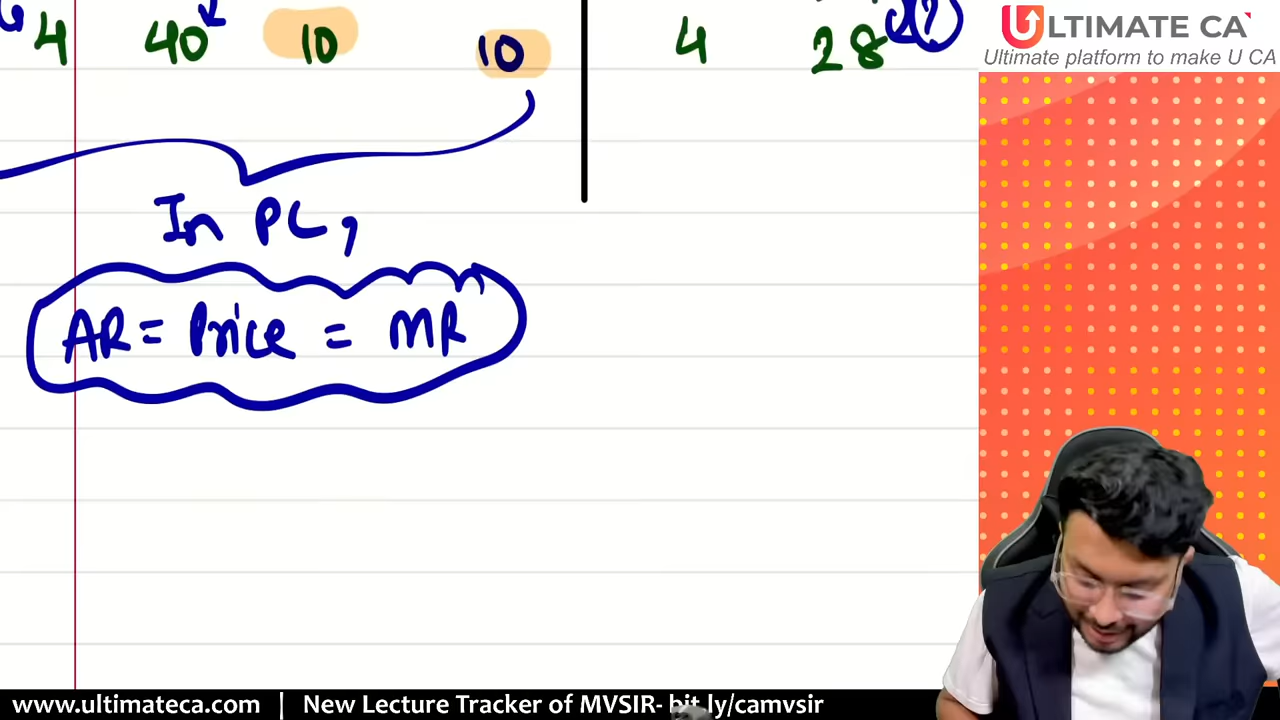 4 40 10 10 4 28
ULTIMATE CA
Ultimate platform to make U CA
In PC,
AR = Price = MR
www.ultimateca.com | New Lecture Tracker of MVSIR- bit.ly/camvsir